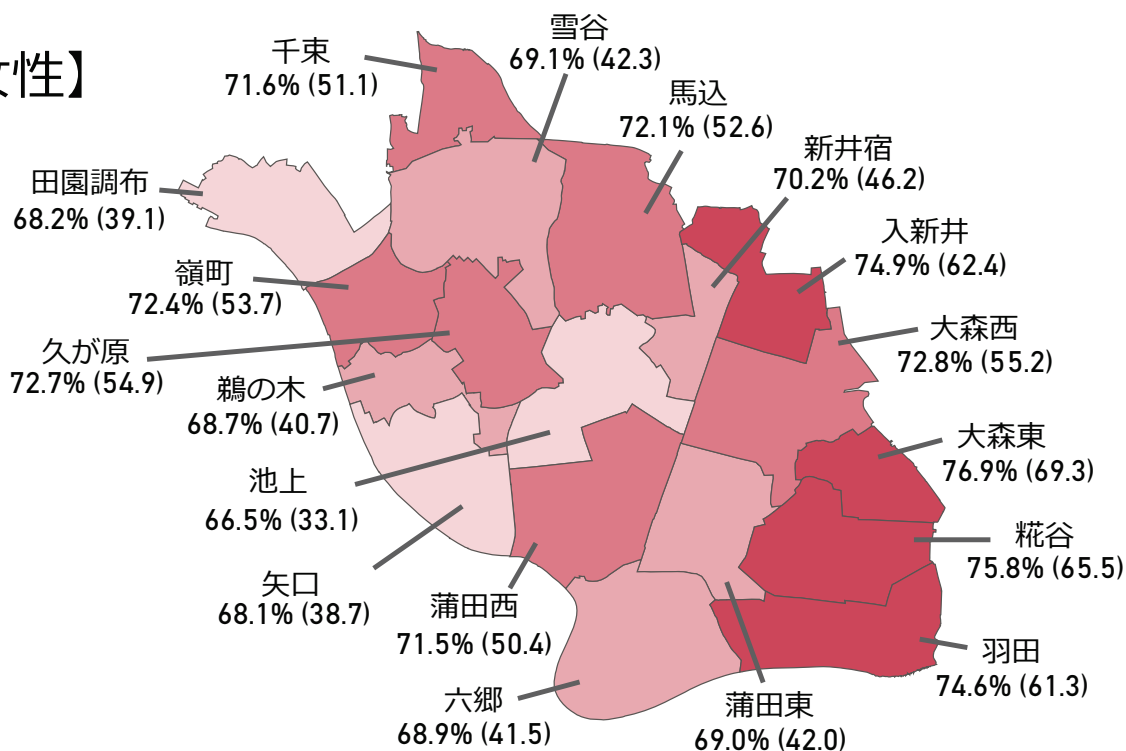 女性】
千束
71.6% (51.1)
雪谷
69.1% (42.3)
馬込
72.1% (52.6)
新井宿
70.2% (46.2)
田園調布
68.2% (39.1)
入新井
74.9% (62.4)
嶺町
72.4% (53.7)
大森西
72.8% (55.2)
久が原
72.7% (54.9)
鵜の木
68.7% (40.7)
大森東
76.9% (69.3)
池上
66.5% (33.1)
糀谷
75.8% (65.5)
矢口
68.1% (38.7)
蒲田西
71.5% (50.4)
羽田
74.6% (61.3)
六郷
68.9% (41.5)
蒲田東
69.0% (42.0)